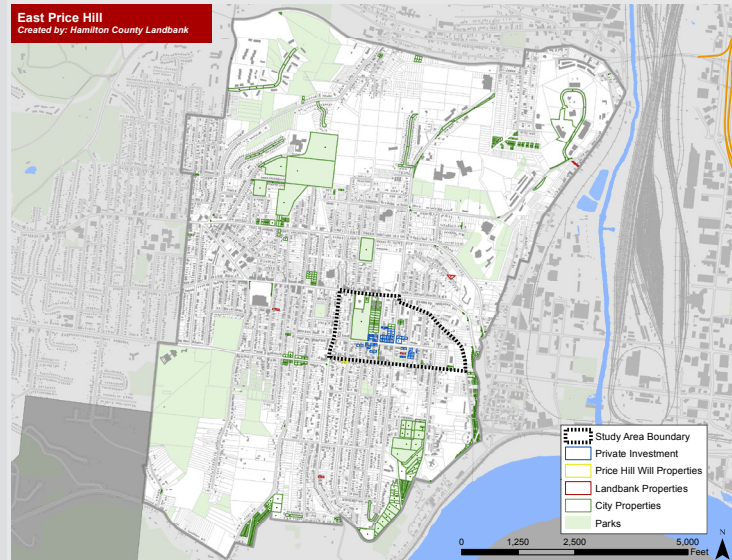 East Price Hill
Created by: Hamilton County Landbank
Study Area Boundary
Private Investment
Price Hill Will Properties
Landbank Properties
City Properties
Parks
0 1,250 2,500 5,000
Feet
N